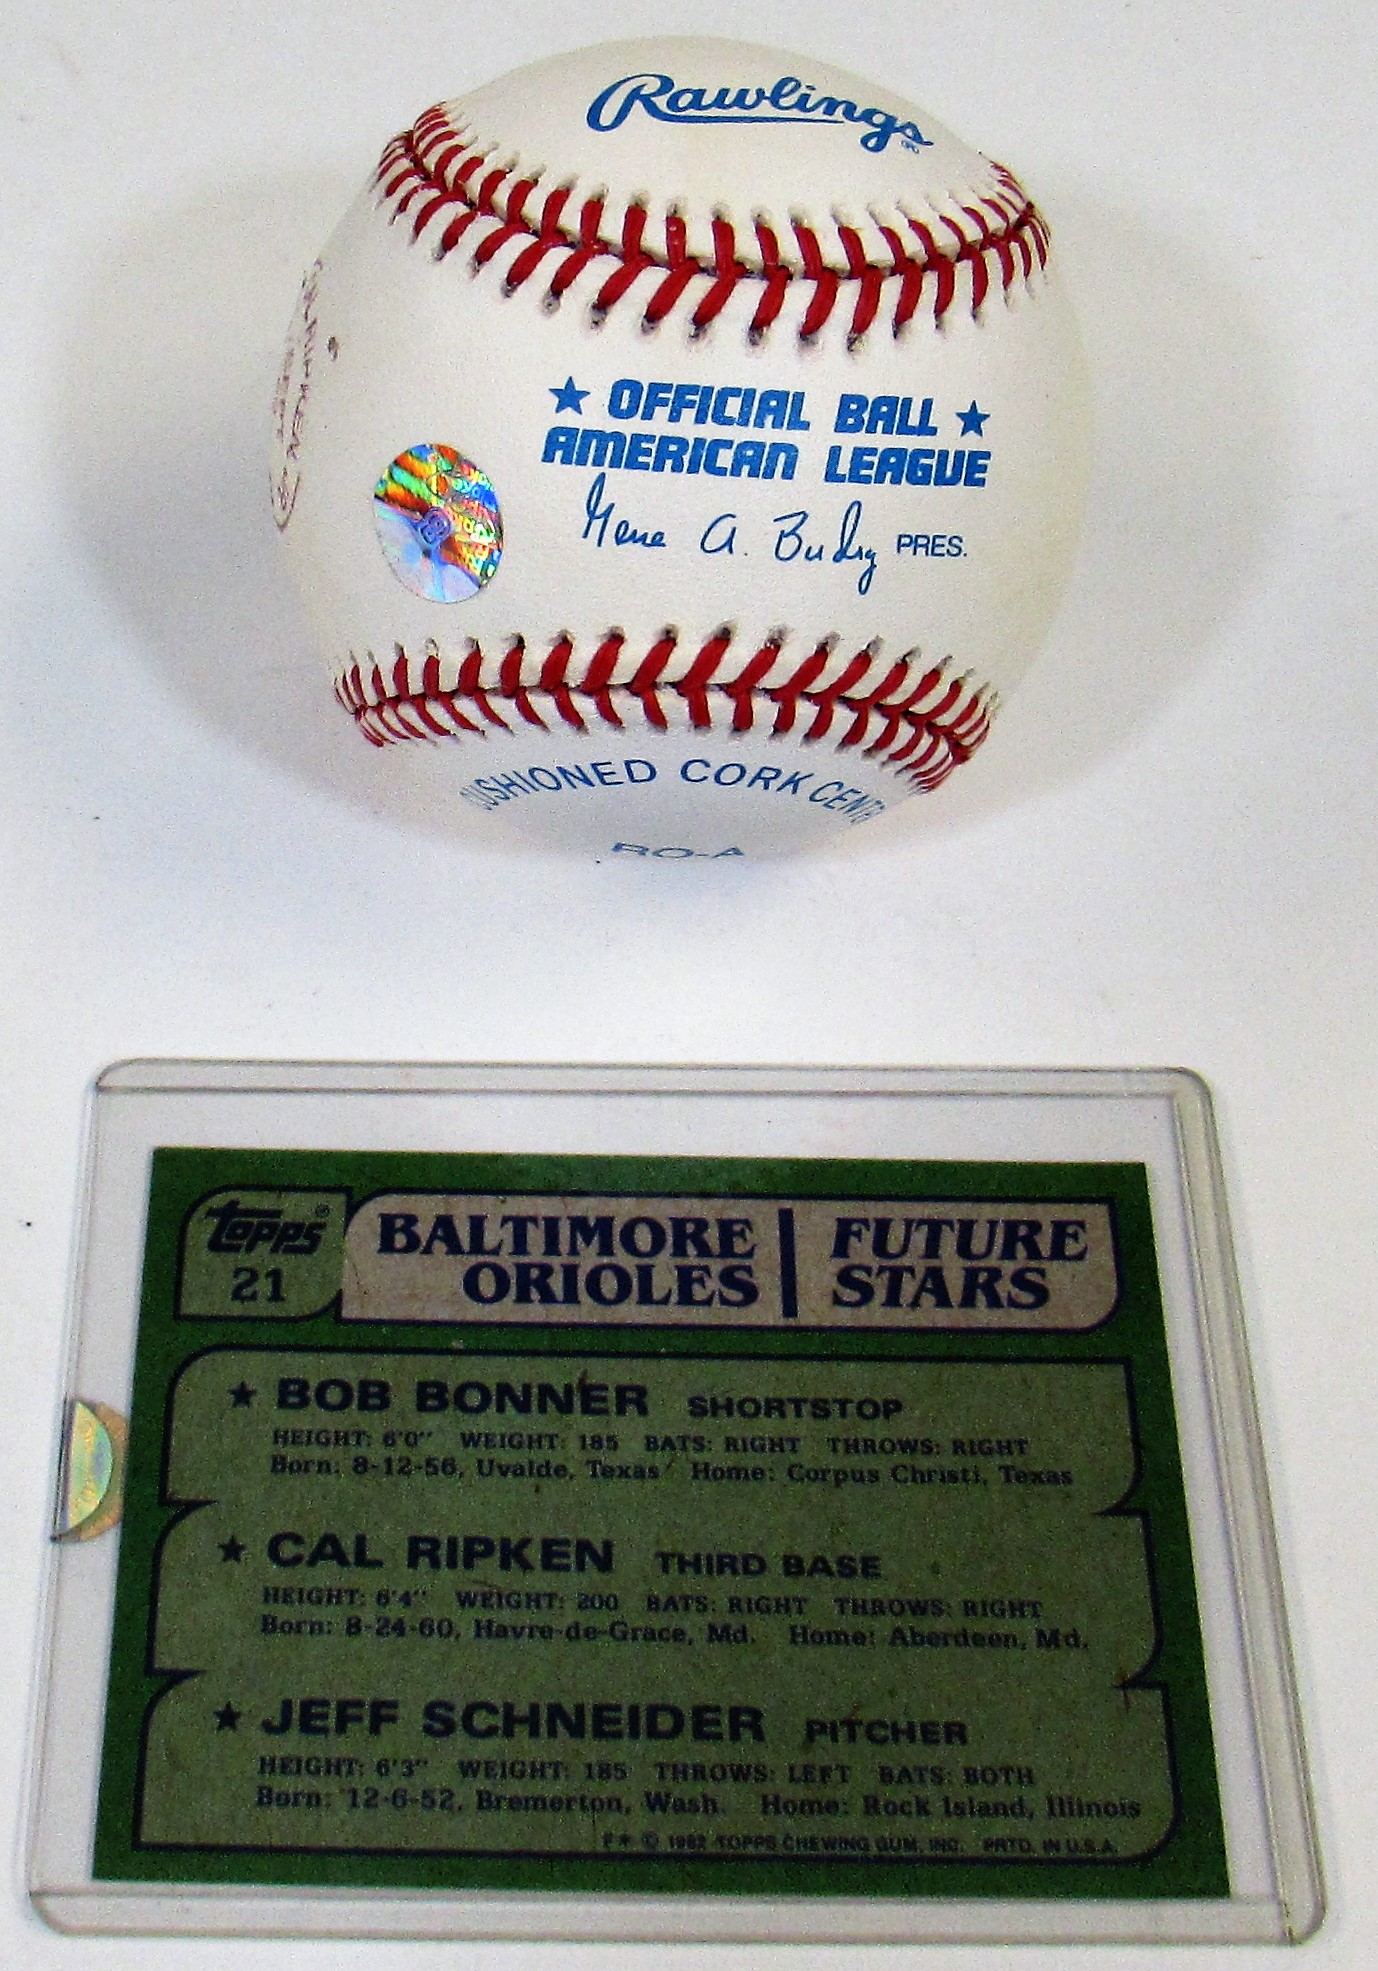 Rawlings®
★ OFFICIAL BALL ★
AMERICAN LEAGUE
Gene A. Budig PRES.
CUSHIONED CORK CENTE
RO-A
topps®
21
BALTIMORE ORIOLES | FUTURE STARS
★ BOB BONNER SHORTSTOP
HEIGHT: 6'0" WEIGHT: 185 BATS: RIGHT THROWS: RIGHT
Born: 8-12-56, Uvalde, Texas Home: Corpus Christi, Texas
★ CAL RIPKEN THIRD BASE
HEIGHT: 6'4" WEIGHT: 200 BATS: RIGHT THROWS: RIGHT
Born: 8-24-60, Havre-de-Grace, Md. Home: Aberdeen, Md.
★ JEFF SCHNEIDER PITCHER
HEIGHT: 6'3" WEIGHT: 185 THROWS: LEFT BATS: BOTH
Born: 12-6-52, Bremerton, Wash. Home: Rock Island, Illinois
F★ © 1982 TOPPS CHEWING GUM, INC. PRTD. IN U.S.A.